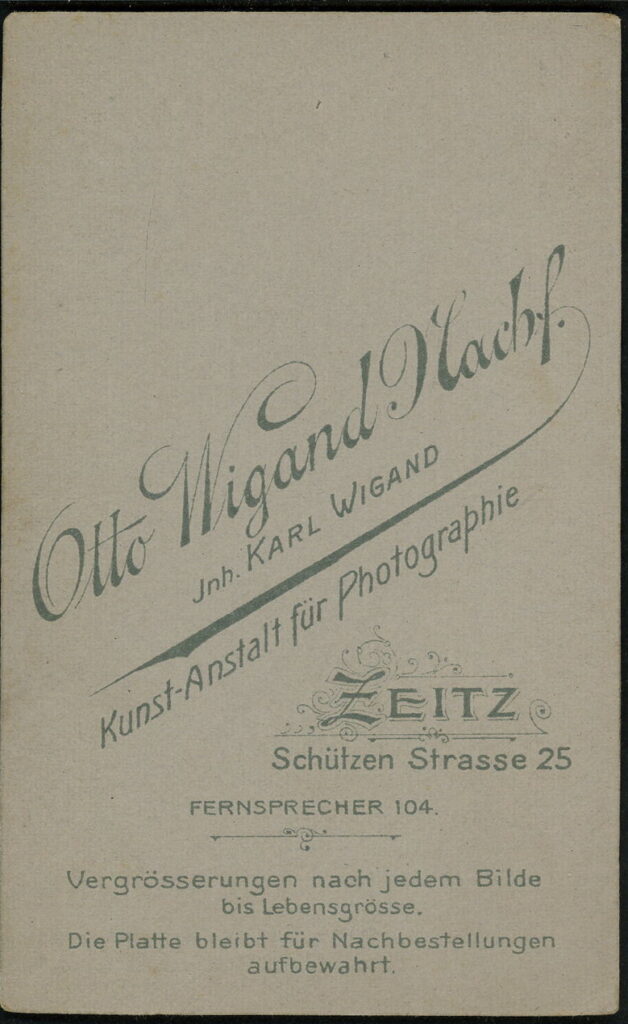 Otto Wigand Nachf.
Jnh. KARL WIGAND
Kunst-Anstalt für Photographie
ZEITZ
Schützen Strasse 25
FERNSPRECHER 104.
Vergrösserungen nach jedem Bilde
bis Lebensgrösse.
Die Platte bleibt für Nachbestellungen
aufbewahrt.